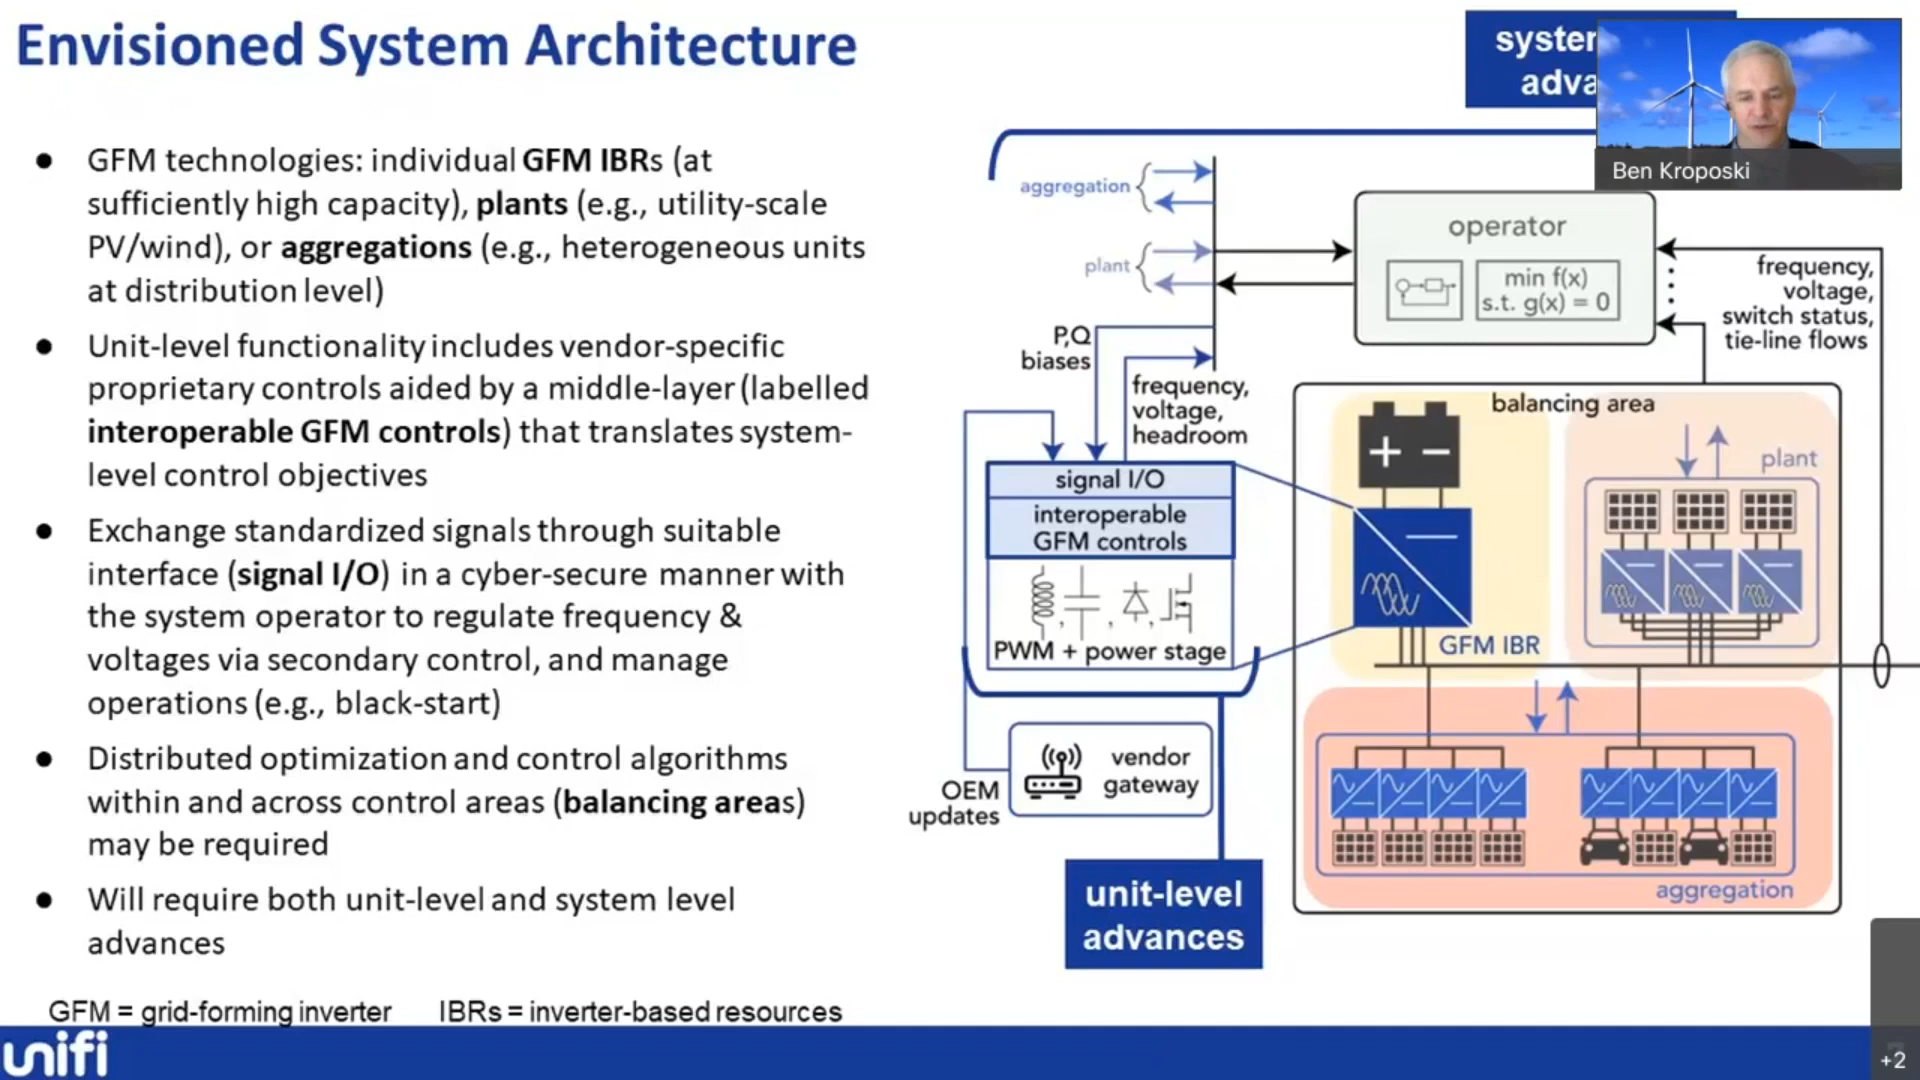 Envisioned System Architecture
GFM technologies: individual GFM IBRs (at
sufficiently high capacity), plants (e.g., utility-scale
PV/wind), or aggregations (e.g., heterogeneous units
at distribution level)
Unit-level functionality includes vendor-specific
proprietary controls aided by a middle-layer (labelled
interoperable GFM controls) that translates system-
level control objectives
Exchange standardized signals through suitable
interface (signal I/O) in a cyber-secure manner with
the system operator to regulate frequency &
voltages via secondary control, and manage
operations (e.g., black-start)
Distributed optimization and control algorithms
within and across control areas (balancing areas)
may be required
Will require both unit-level and system level
advances
GFM = grid-forming inverter
IBRs = inverter-based resources
unifi
Ben Kroposki
aggregation
plant
operator
min f(x)
s.t. g(x) = 0
frequency,
voltage,
switch status,
tie-line flows
P,Q
biases
frequency,
voltage,
headroom
signal I/O
interoperable
GFM controls
PWM + power stage
balancing area
plant
GFM IBR
aggregation
vendor
gateway
OEM
updates
unit-level
advances
+2